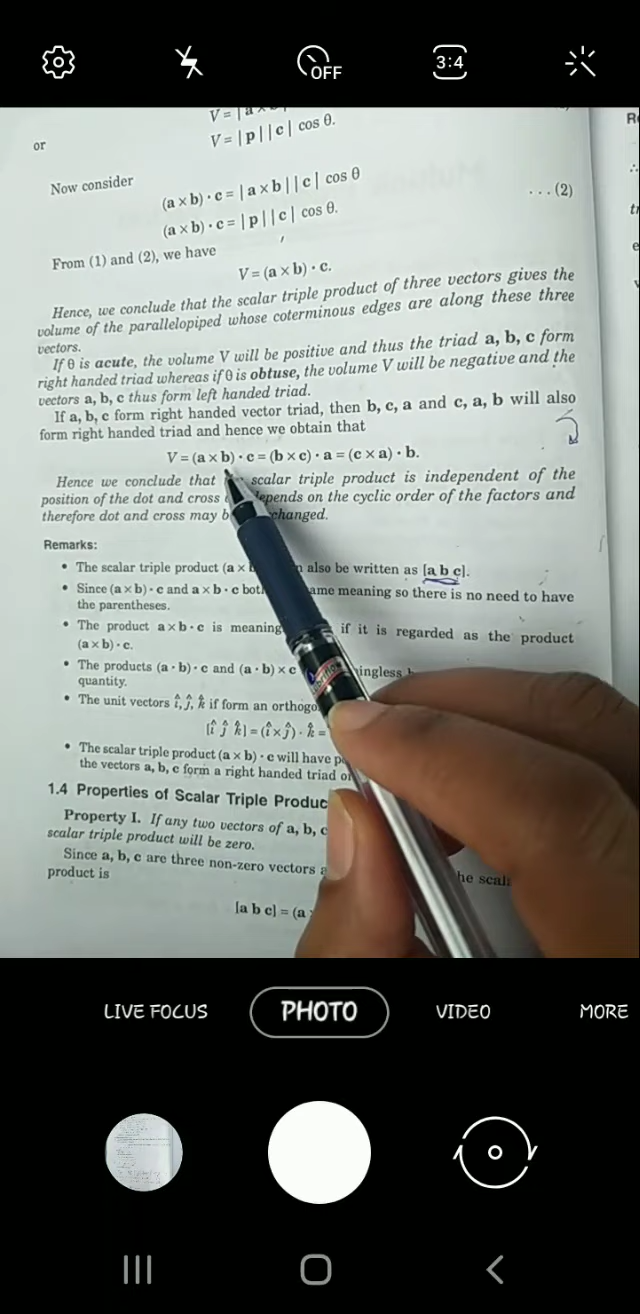 OFF
3:4
or
V = | p | | c | cos θ.
Now consider
(a × b) · c = | a × b | | c | cos θ
. . . (2)
(a × b) · c = | p | | c | cos θ.
From (1) and (2), we have
V = (a × b) · c.
Hence, we conclude that the scalar triple product of three vectors gives the
volume of the parallelopiped whose coterminous edges are along these three
vectors.
If θ is acute, the volume V will be positive and thus the triad a, b, c form
right handed triad whereas if θ is obtuse, the volume V will be negative and the
vectors a, b, c thus form left handed triad.
If a, b, c form right handed vector triad, then b, c, a and c, a, b will also
form right handed triad and hence we obtain that
V = (a × b) · c = (b × c) · a = (c × a) · b.
Hence we conclude that scalar triple product is independent of the
position of the dot and cross depends on the cyclic order of the factors and
therefore dot and cross may changed.
Remarks:
• The scalar triple product (a × also be written as [a b c].
• Since (a × b) · c and a × b · c same meaning so there is no need to have
the parentheses.
• The product a × b · c is if it is regarded as the product
(a × b) · c.
• The products (a · b) · c and (a · b) × c
quantity.
• The unit vectors î, ĵ, k̂ if form an
[î ĵ k̂] = (î × ĵ) · k̂ =
• The scalar triple product (a × b) · c will have
the vectors a, b, c form a right handed triad
1.4 Properties of Scalar Triple
Property I. If any two vectors of a, b, c
scalar triple product will be zero.
Since a, b, c are three non-zero vectors
product is
[a b c] = (a
LIVE FOCUS
PHOTO
VIDEO
MORE